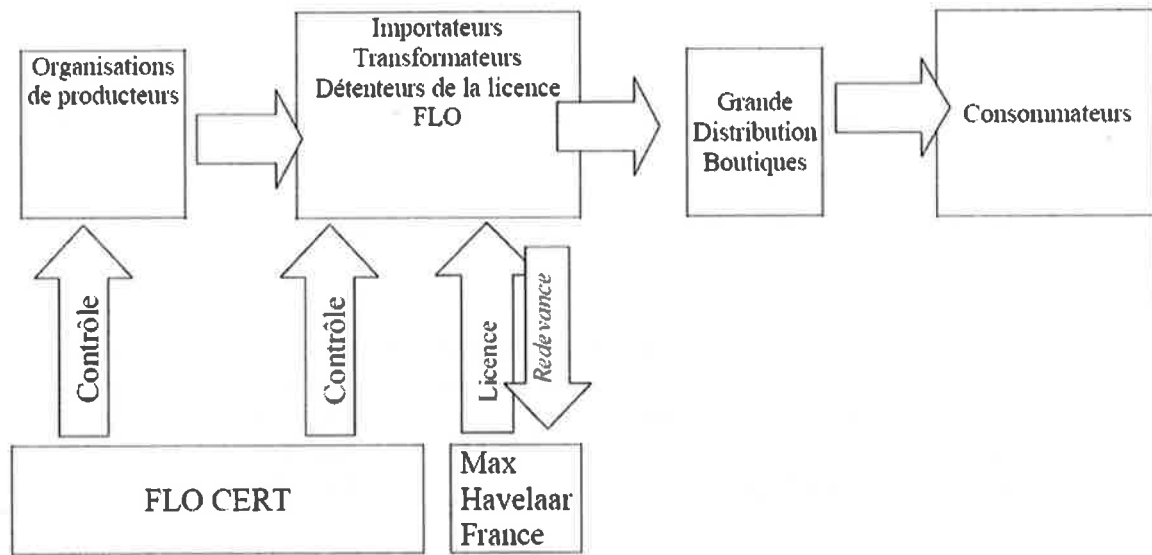 Organisations
de producteurs
Importateurs
Transformateurs
Détenteurs de la licence
FLO
Grande
Distribution
Boutiques
Consommateurs
Contrôle
Contrôle
Licence
Redevance
FLO CERT
Max
Havelaar
France